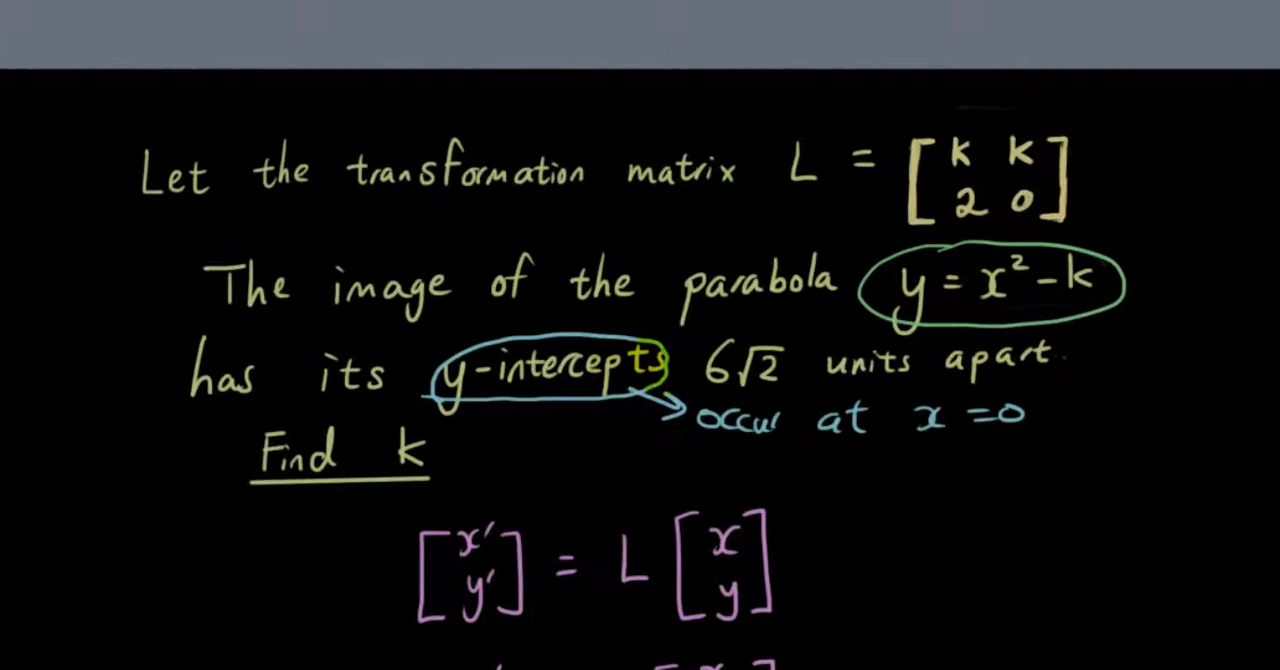 Let the transformation matrix L = [k k
2 0]
The image of the parabola y = x² - k
has its y-intercepts 6√2 units apart
occur at x = 0
Find k
[x′
y′] = L [x
y]